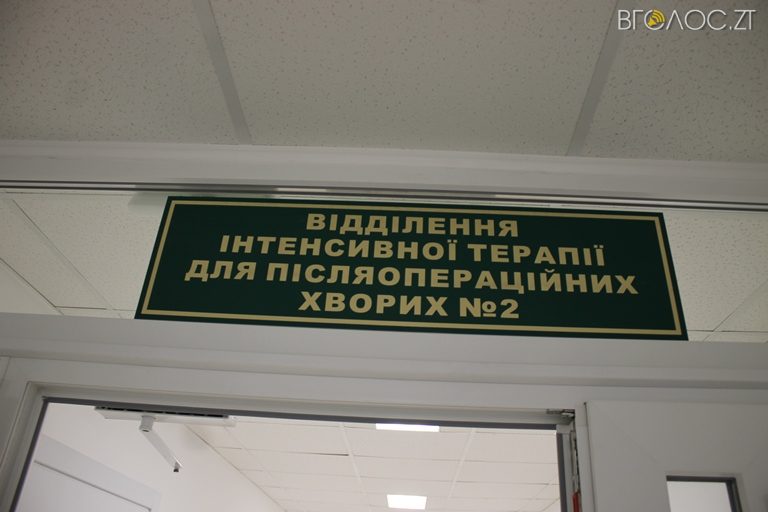 ВГОЛОС.ZT
ВІДДІЛЕННЯ
ІНТЕНСИВНОЇ ТЕРАПІЇ
ДЛЯ ПІСЛЯОПЕРАЦІЙНИХ
ХВОРИХ №2